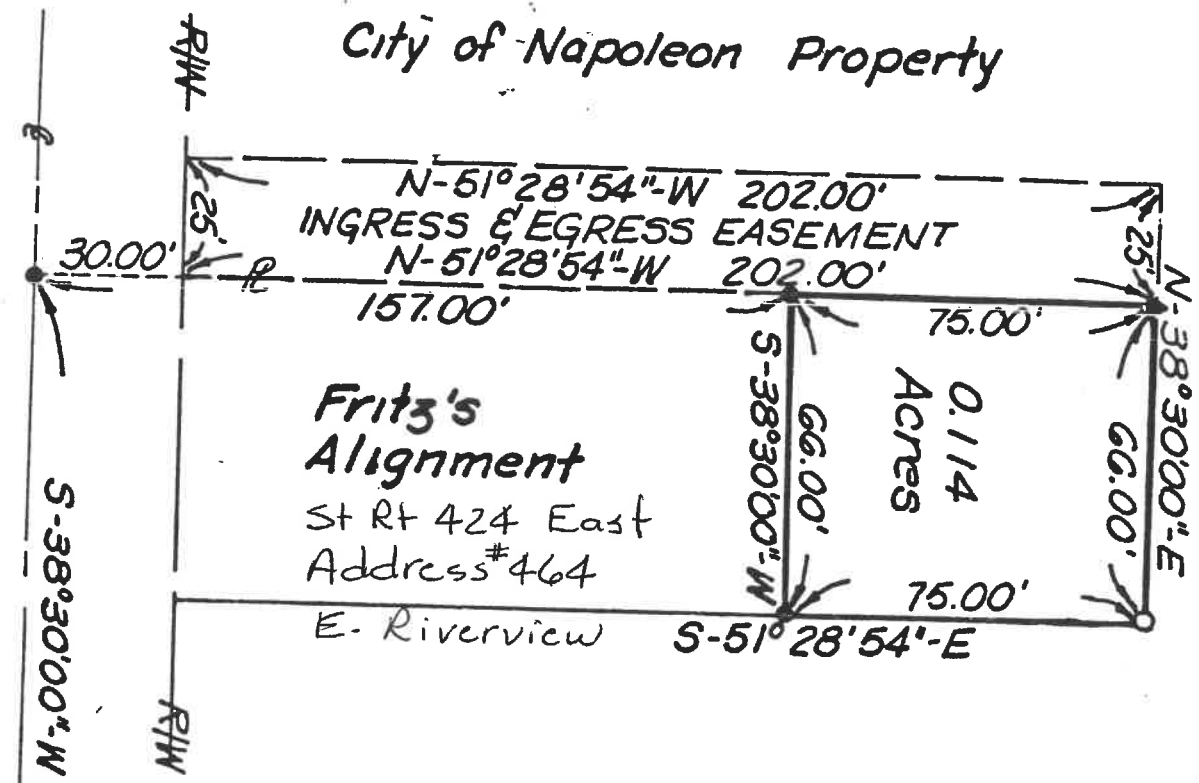 City of Napoleon Property
R/W
℄
N-51°28'54"-W 202.00'
25'
INGRESS & EGRESS EASEMENT
25'
30.00'
N-51°28'54"-W 202.00'
℄
157.00'
75.00'
N-38°30'00"-E
S-38°30'00"-W
66.00'
0.114
Acres
66.00'
Fritz's
Alignment
St Rt 424 East
Address #464
E. Riverview
75.00'
S-51°28'54"-E
S-38°30'00"-W
R/W